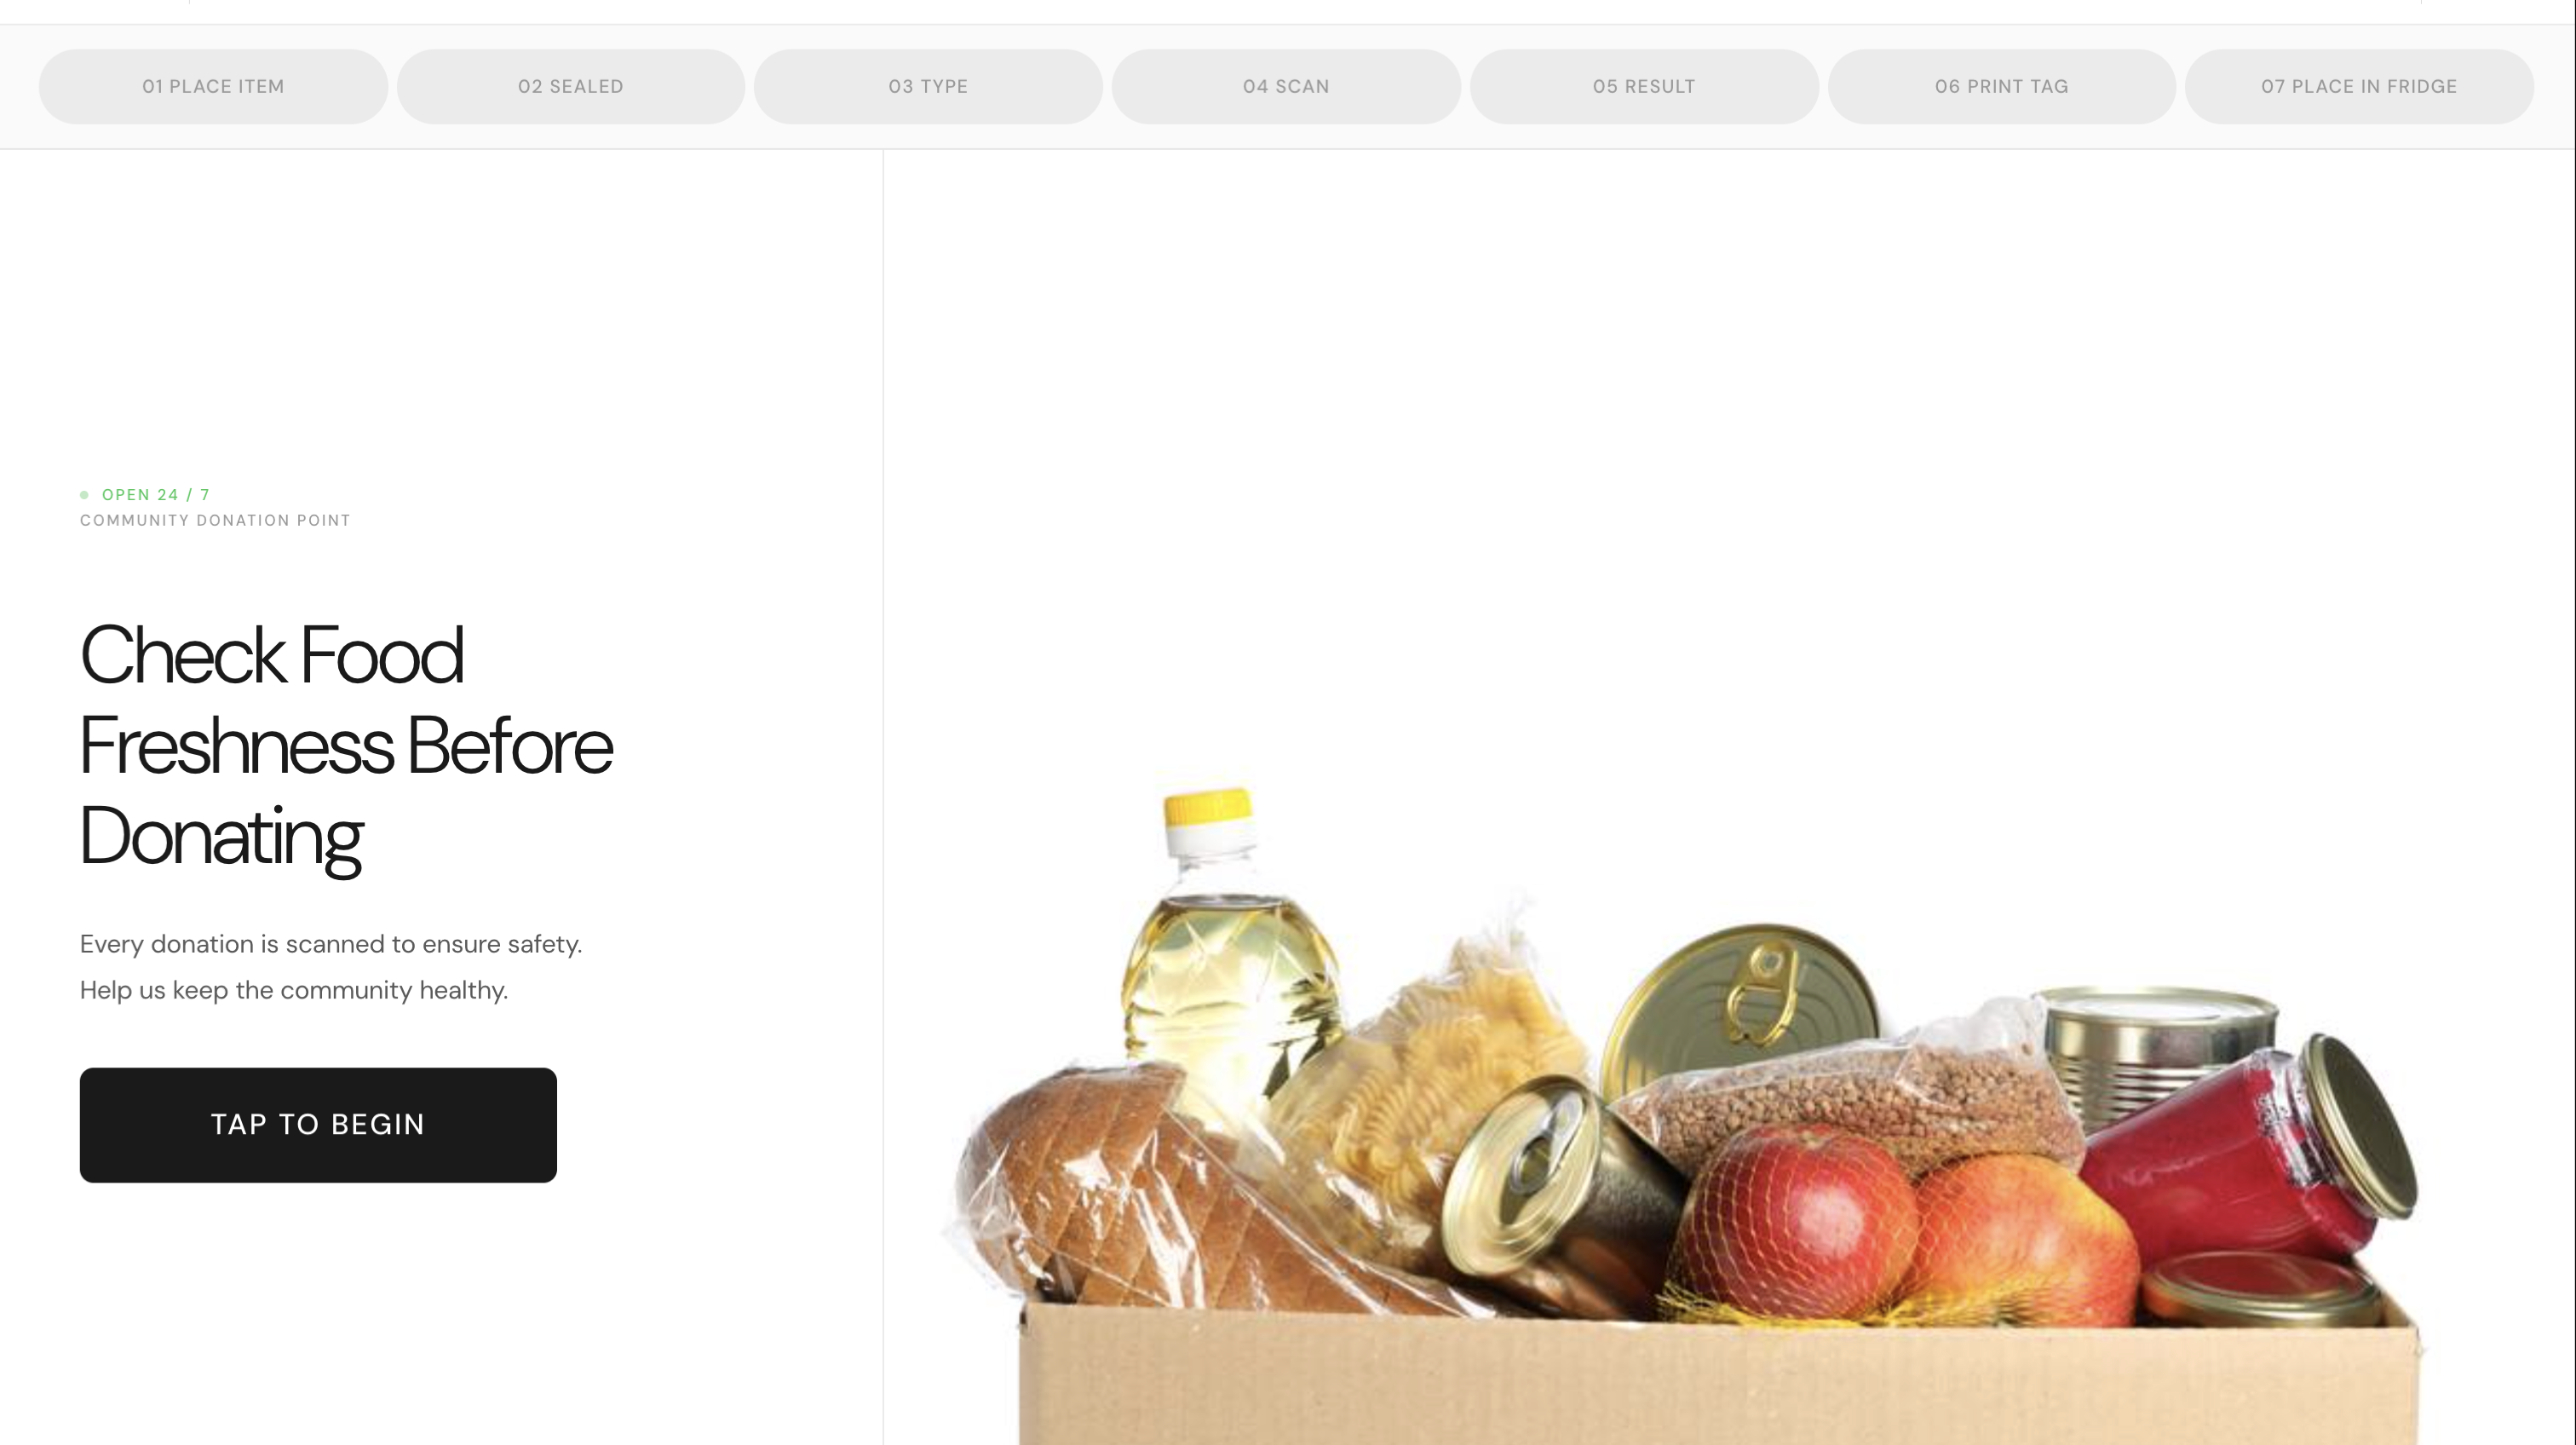 01 PLACE ITEM
02 SEALED
03 TYPE
04 SCAN
05 RESULT
06 PRINT TAG
07 PLACE IN FRIDGE
OPEN 24 / 7
COMMUNITY DONATION POINT
Check Food
Freshness Before
Donating
Every donation is scanned to ensure safety.
Help us keep the community healthy.
TAP TO BEGIN